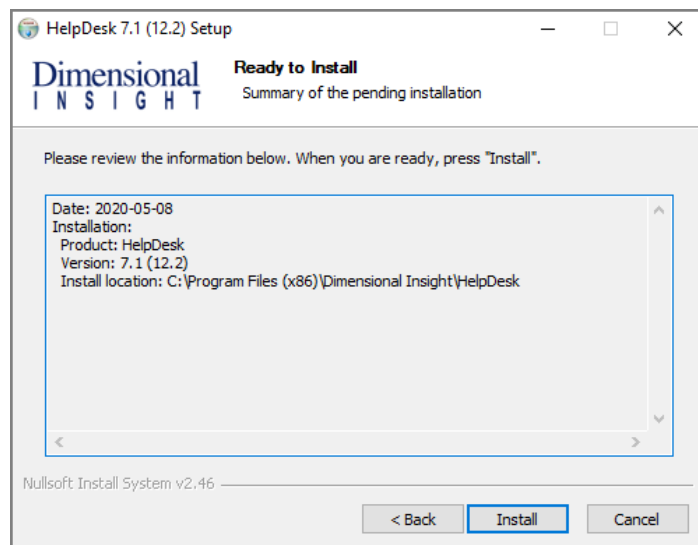 HelpDesk 7.1 (12.2) Setup
Dimensional
INSIGHT
Ready to Install
Summary of the pending installation
Please review the information below. When you are ready, press "Install".
Date: 2020-05-08
Installation:
Product: HelpDesk
Version: 7.1 (12.2)
Install location: C:\Program Files (x86)\Dimensional Insight\HelpDesk
Nullsoft Install System v2.46
< Back
Install
Cancel